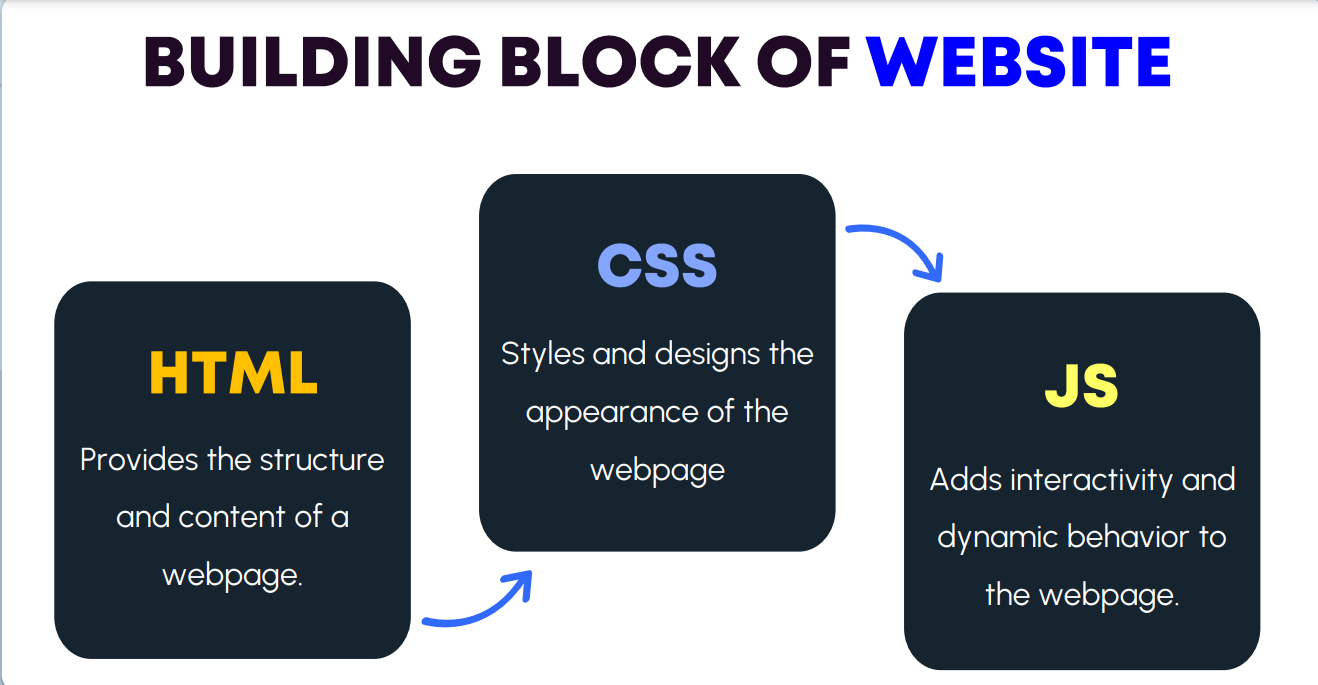 BUILDING BLOCK OF WEBSITE
HTML
Provides the structure
and content of a
webpage.
CSS
Styles and designs the
appearance of the
webpage
JS
Adds interactivity and
dynamic behavior to
the webpage.